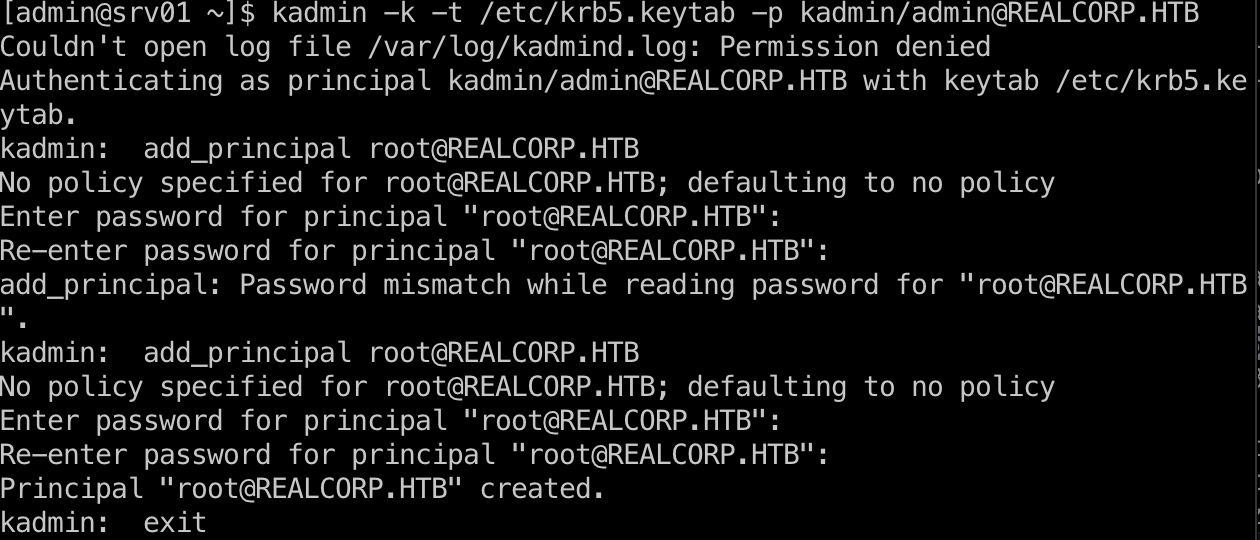 [admin@srv01 ~]$ kadmin -k -t /etc/krb5.keytab -p kadmin/admin@REALCORP.HTB
Couldn't open log file /var/log/kadmind.log: Permission denied
Authenticating as principal kadmin/admin@REALCORP.HTB with keytab /etc/krb5.ke
ytab.
kadmin:  add_principal root@REALCORP.HTB
No policy specified for root@REALCORP.HTB; defaulting to no policy
Enter password for principal "root@REALCORP.HTB":
Re-enter password for principal "root@REALCORP.HTB":
add_principal: Password mismatch while reading password for "root@REALCORP.HTB
".
kadmin:  add_principal root@REALCORP.HTB
No policy specified for root@REALCORP.HTB; defaulting to no policy
Enter password for principal "root@REALCORP.HTB":
Re-enter password for principal "root@REALCORP.HTB":
Principal "root@REALCORP.HTB" created.
kadmin:  exit